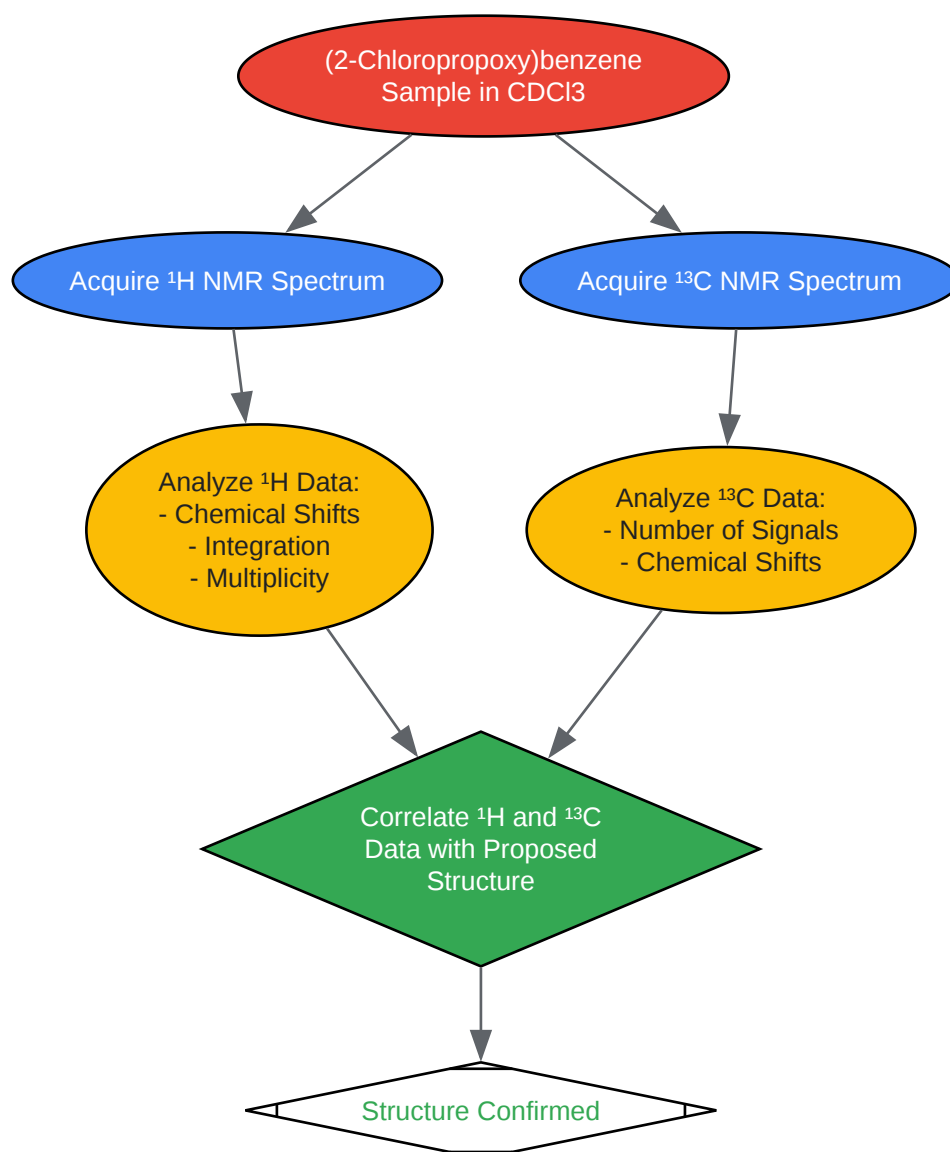 (2-Chloropropoxy)benzene
Sample in CDCl3
Acquire ¹H NMR Spectrum
Acquire ¹³C NMR Spectrum
Analyze ¹H Data:
- Chemical Shifts
- Integration
- Multiplicity
Analyze ¹³C Data:
- Number of Signals
- Chemical Shifts
Correlate ¹H and ¹³C
Data with Proposed
Structure
Structure Confirmed